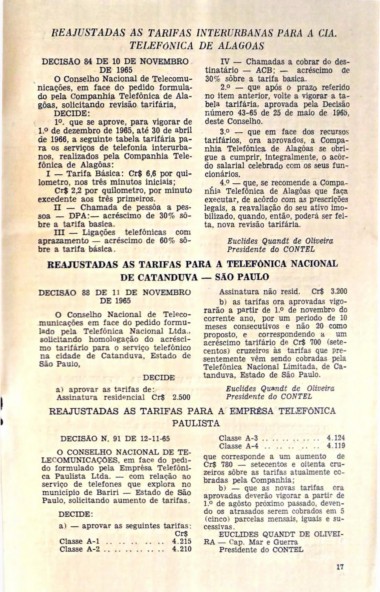 REAJUSTADAS AS TARIFAS INTERURBANAS PARA A CIA.
TELEFÔNICA DE ALAGOAS
DECISÃO 84 DE 10 DE NOVEMBRO
DE 1965
O Conselho Nacional de Telecomu-
nicações, em face do pedido formula-
do pela Companhia Telefônica de Ala-
gôas, solicitando revisão tarifária,
DECIDE:
1º. que aprove, para vigorar de
1.º de dezembro de 1965, até 30 de abril
de 1966, a seguinte tabela tarifária pa-
ra os serviços de telefonia interurba-
nos, realizados pela Companhia Tele-
fônica de Alagôas:
I — Tarifa Básica: Cr$ 6,6 por qui-
lometro, nos três minutos iniciais;
Cr$ 2,2 por quilometro, por minuto
excedente aos três primeiros.
II — Chamada de pessôa a pes-
soa — DPA:— acréscimo de 30% sô-
bre a tarifa basica.
III — Ligações telefônicas com
aprazamento — acréscimo de 60% sô-
bre a tarifa básica.
IV — Chamadas a cobrar do des-
tinatário — ACB; — acréscimo de
30% sôbre a tarifa basica.
2.º — que após o prazo referido
no item anterior, volte a vigorar a ta-
bela tarifária, aprovada pela Decisão
número 43-65 de 25 de maio de 1965,
deste Conselho.
3.º — que em face dos recursos
tarifários, ora aprovados, a Compa-
nhia Telefônica de Alagoas se obri-
gue a cumprir, integralmente, o acôr-
do salarial celebrado com os seus fun-
cionários.
4.º — que, se recomende a Compa-
nhia Telefônica de Alagôas que faça
executar, de acôrdo com as prescrições
legais, a reavaliação do seu ativo imo-
bilizado, quando, então, poderá ser fei-
ta, nova revisão tarifária.
Euclides Quandt de Oliveira
Presidente do CONTEL
REAJUSTADAS AS TARIFAS PARA A TELEFÔNICA NACIONAL
DE CATANDUVA — SÃO PAULO
DECISÃO 88 DE 11 DE NOVEMBRO
DE 1965
O Conselho Nacional de Teleco-
municações em face do pedido formu-
lado pela Telefônica Nacional Ltda.,
solicitando homologação do acrésci-
mo tarifário para o serviço telefônico
na cidade de Catanduva, Estado de
São Paulo,
DECIDE
a) aprovar as tarifas de:
Assinatura residencial Cr$ 2.500
Assinatura não resid. Cr$ 3.200
b) as tarifas ora aprovadas vigo-
rarão a partir de 1.º de novembro do
corrente ano, por um periodo de 10
meses consecutivos e não 30 como
proposto, e correspondendo a um
acréscimo tarifário de Cr$ 700 (sete-
centos) cruzeiros às tarifas que pre-
sentemente vêm sendo cobradas pela
Telefônica Nacional Limitada, de Ca-
tanduva, Estado de São Paulo.
Euclides Quandt de Oliveira
Presidente do CONTEL
REAJUSTADAS AS TARIFAS PARA A EMPRÊSA TELEFÔNICA
PAULISTA
DECISÃO N. 91 DE 12-11-65
O CONSELHO NACIONAL DE TE-
LECOMUNICAÇÕES, em face do pedi-
do formulado pela Emprêsa Telefôni-
ca Paulista Ltda. — com relação ao
serviço de telefones que explora no
município de Bariri — Estado de São
Paulo, solicitando aumento de tarifas.
DECIDE:
a) — aprovar as seguintes tarifas:
Cr$
Classe A-1 .. .. .. .. .. 4.215
Classe A-2 .. .. .. .. .. 4.210
Classe A-3 .. .. .. .. .. 4.124
Classe A-4 .. .. .. .. .. 4.119
que corresponde a um aumento de
Cr$ 780 — setecentos e oitenta cru-
zeiros sôbre as tarifas atualmente co-
bradas pela Companhia;
b) — que as novas tarifas ora
aprovadas deverão vigorar a partir de
1.º de agôsto próximo passado, deven-
do os atrasados serem cobrados em 5
(cinco) parcelas mensais, iguais e su-
cessivas.
EUCLIDES QUANDT DE OLIVEI-
RA — Cap. Mar e Guerra
Presidente do CONTEL
17